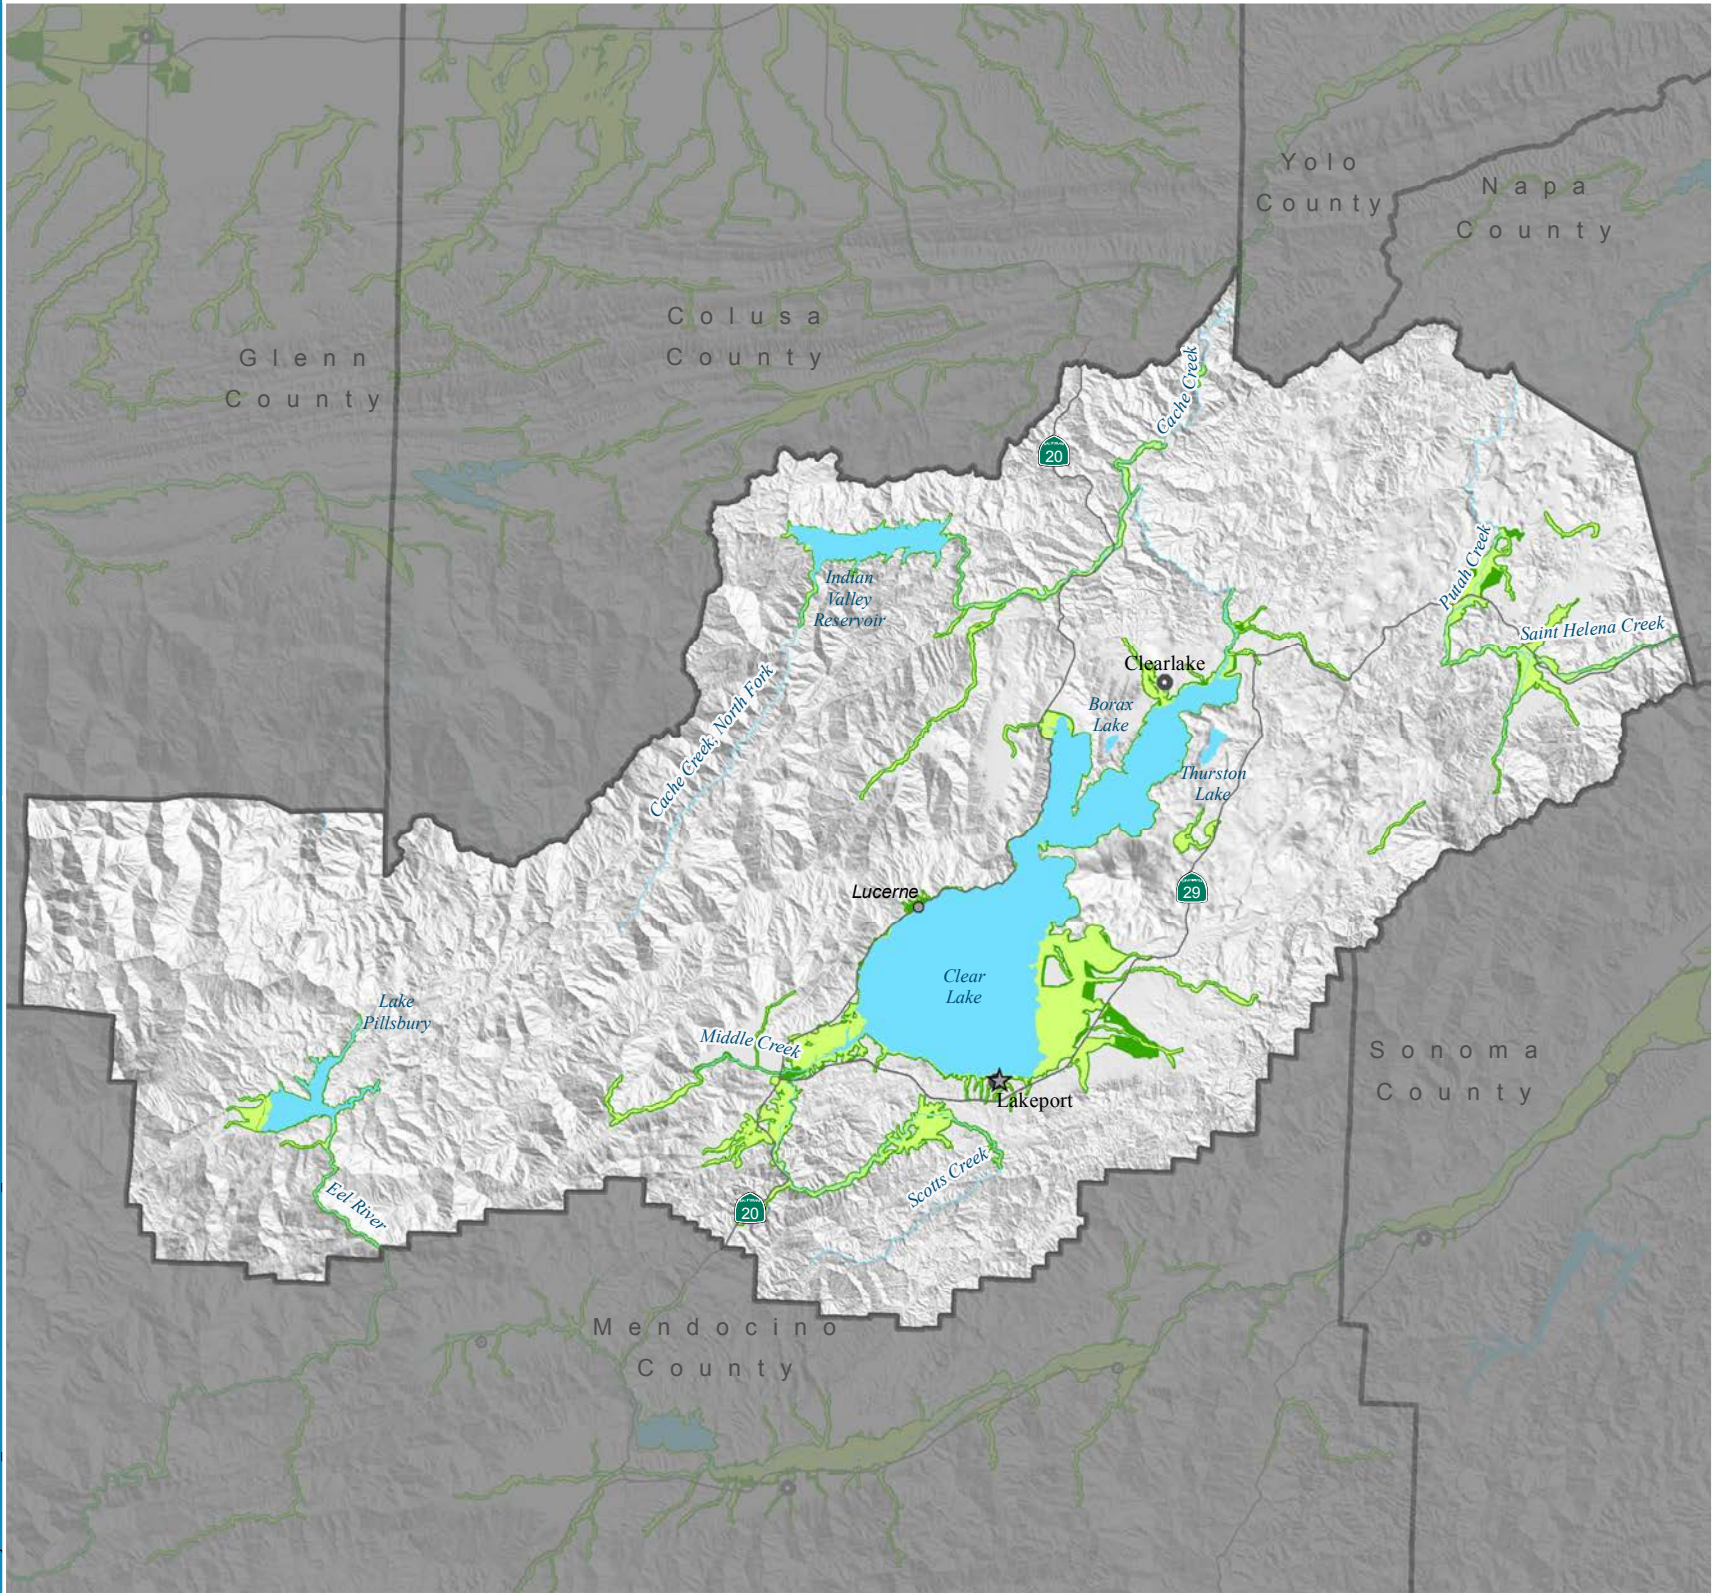 Yolo
County
Napa
County
Colusa
County
Glenn
County
Cache Creek
20
Indian
Valley
Reservoir
Putah Creek
Saint Helena Creek
Clearlake
Cache Creek, North Fork
Borax
Lake
Thurston
Lake
Lucerne
29
Clear
Lake
Lake
Pillsbury
Middle Creek
Sonoma
County
Lakeport
Scotts Creek
Eel River
20
Mendocino
County